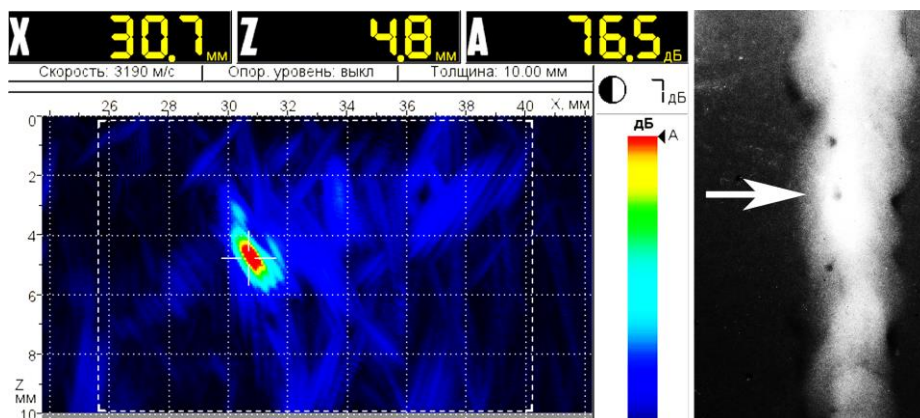 X 30.7 мм Z 4.8 мм A 76.5 дБ
Скорость: 3190 м/с Опор. уровень: выкл Толщина: 10.00 мм
26 28 30 32 34 36 38 40 X, мм
7 дБ
дБ
A
0
2
4
6
8
Z
мм
10